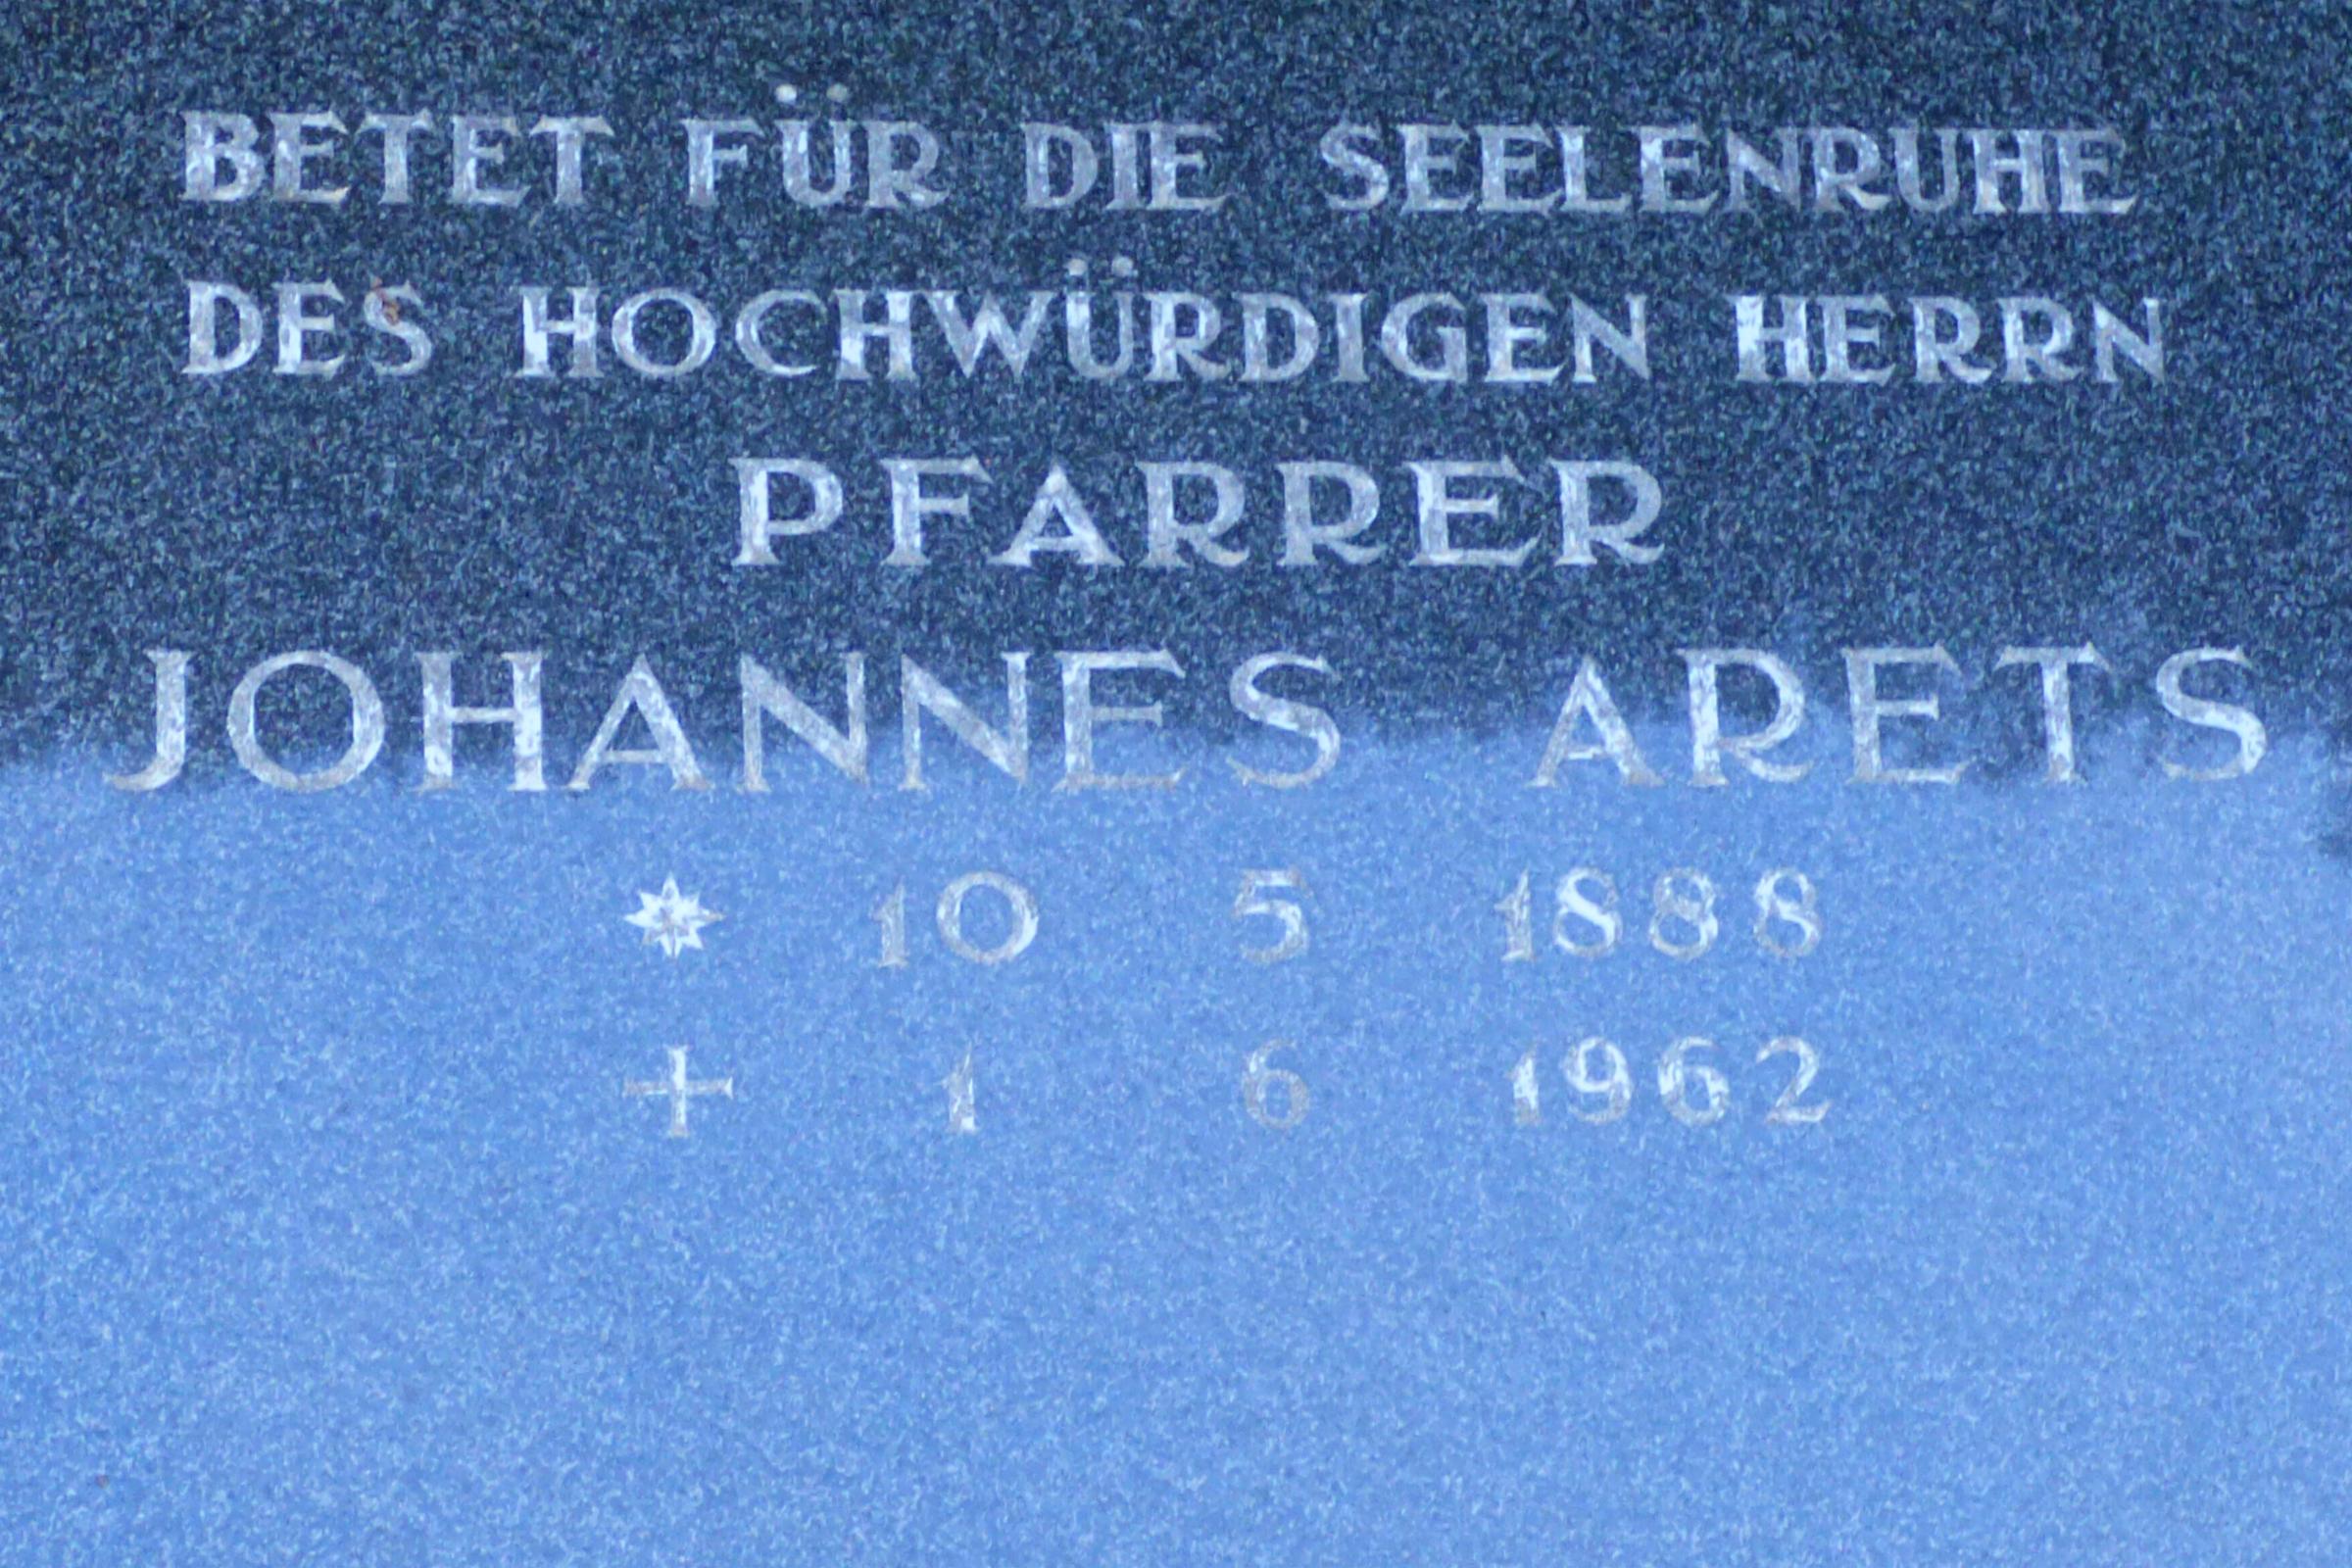 BETET FÜR DIE SEELENRUHE
DES HOCHWÜRDIGEN HERRN
PFARRER
JOHANNES ARETS
* 10 5 1888
+ 1 6 1962